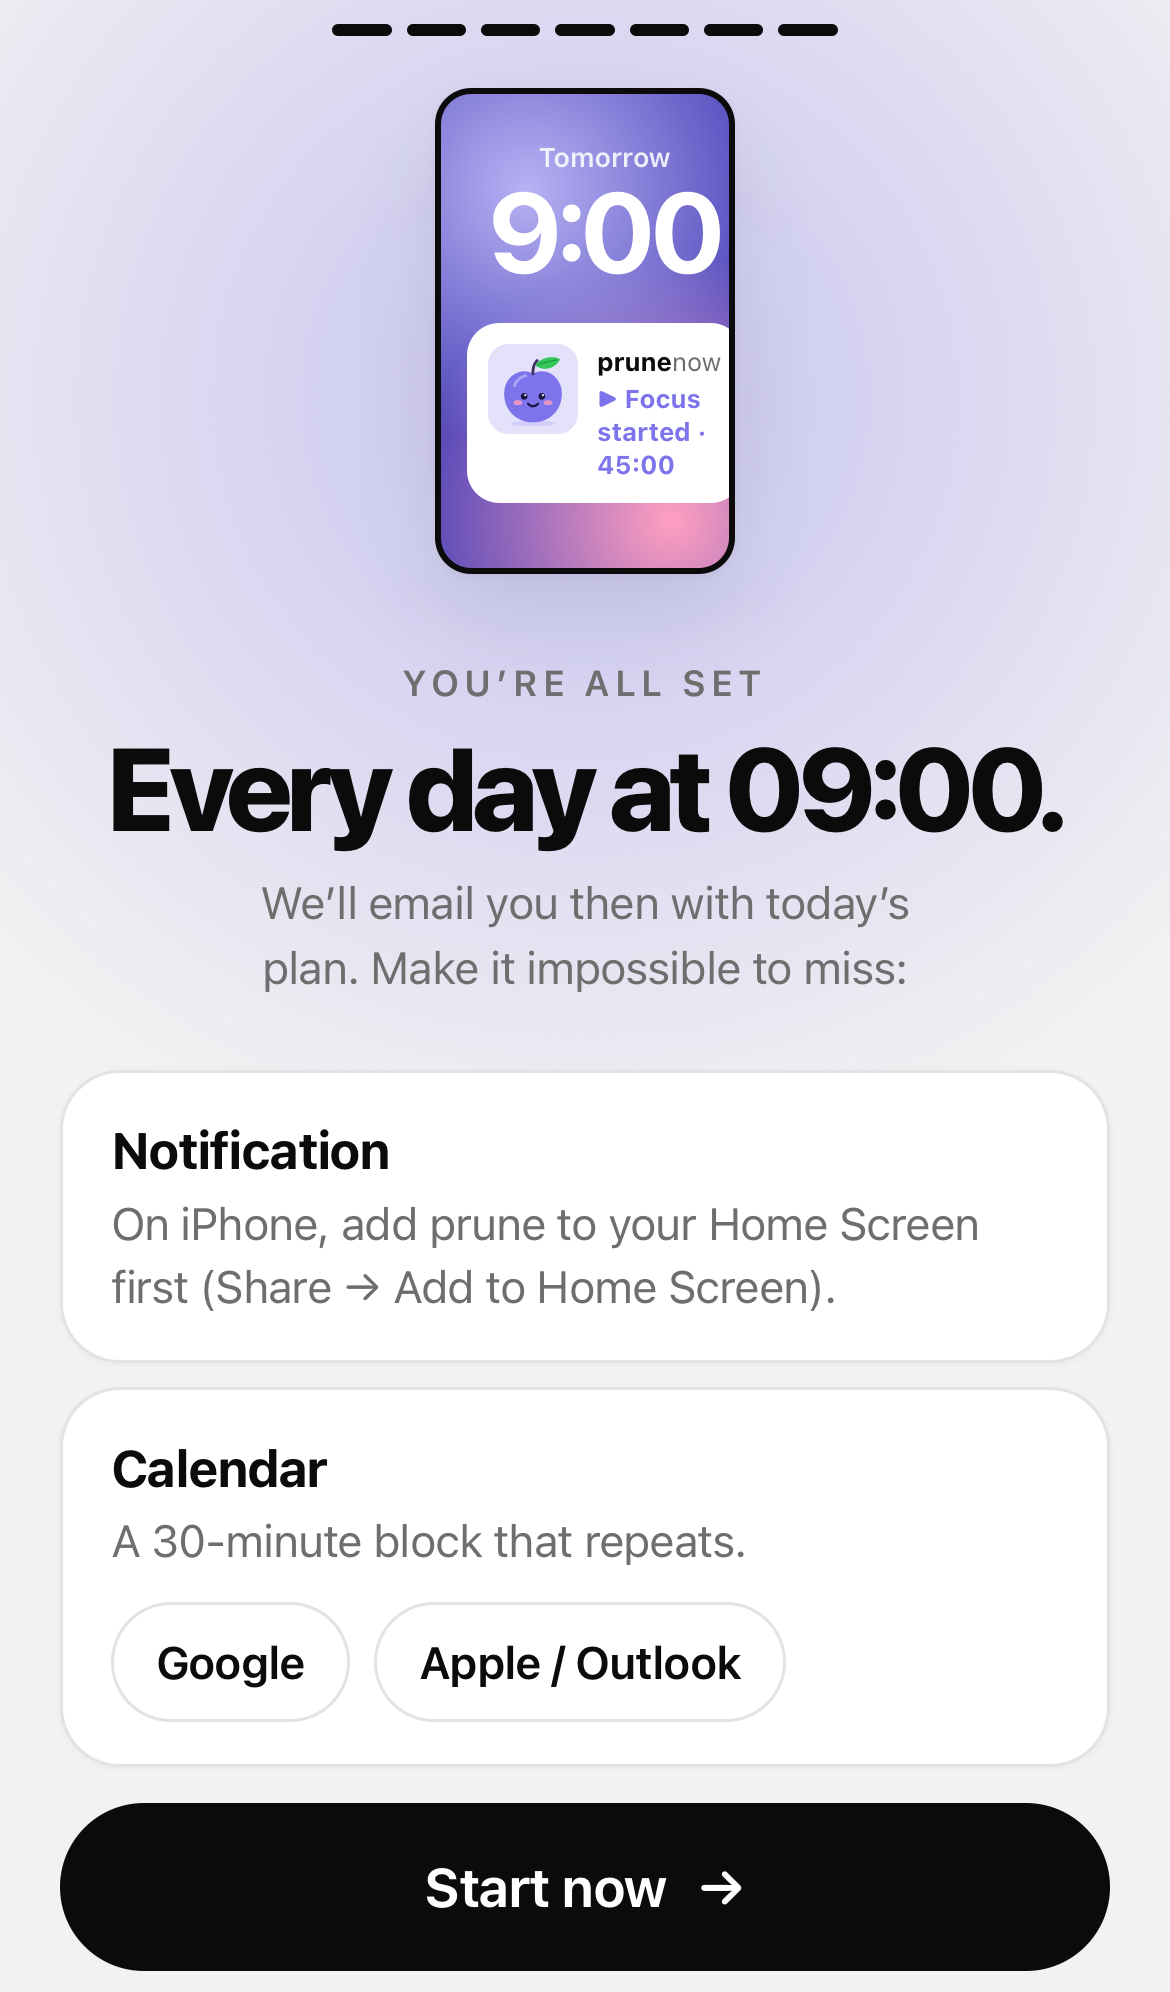 Tomorrow
9:00
prunenow
▶ Focus
started ·
45:00
YOU’RE ALL SET
Every day at 09:00.
We’ll email you then with today’s
plan. Make it impossible to miss:
Notification
On iPhone, add prune to your Home Screen
first (Share → Add to Home Screen).
Calendar
A 30-minute block that repeats.
Google
Apple / Outlook
Start now →